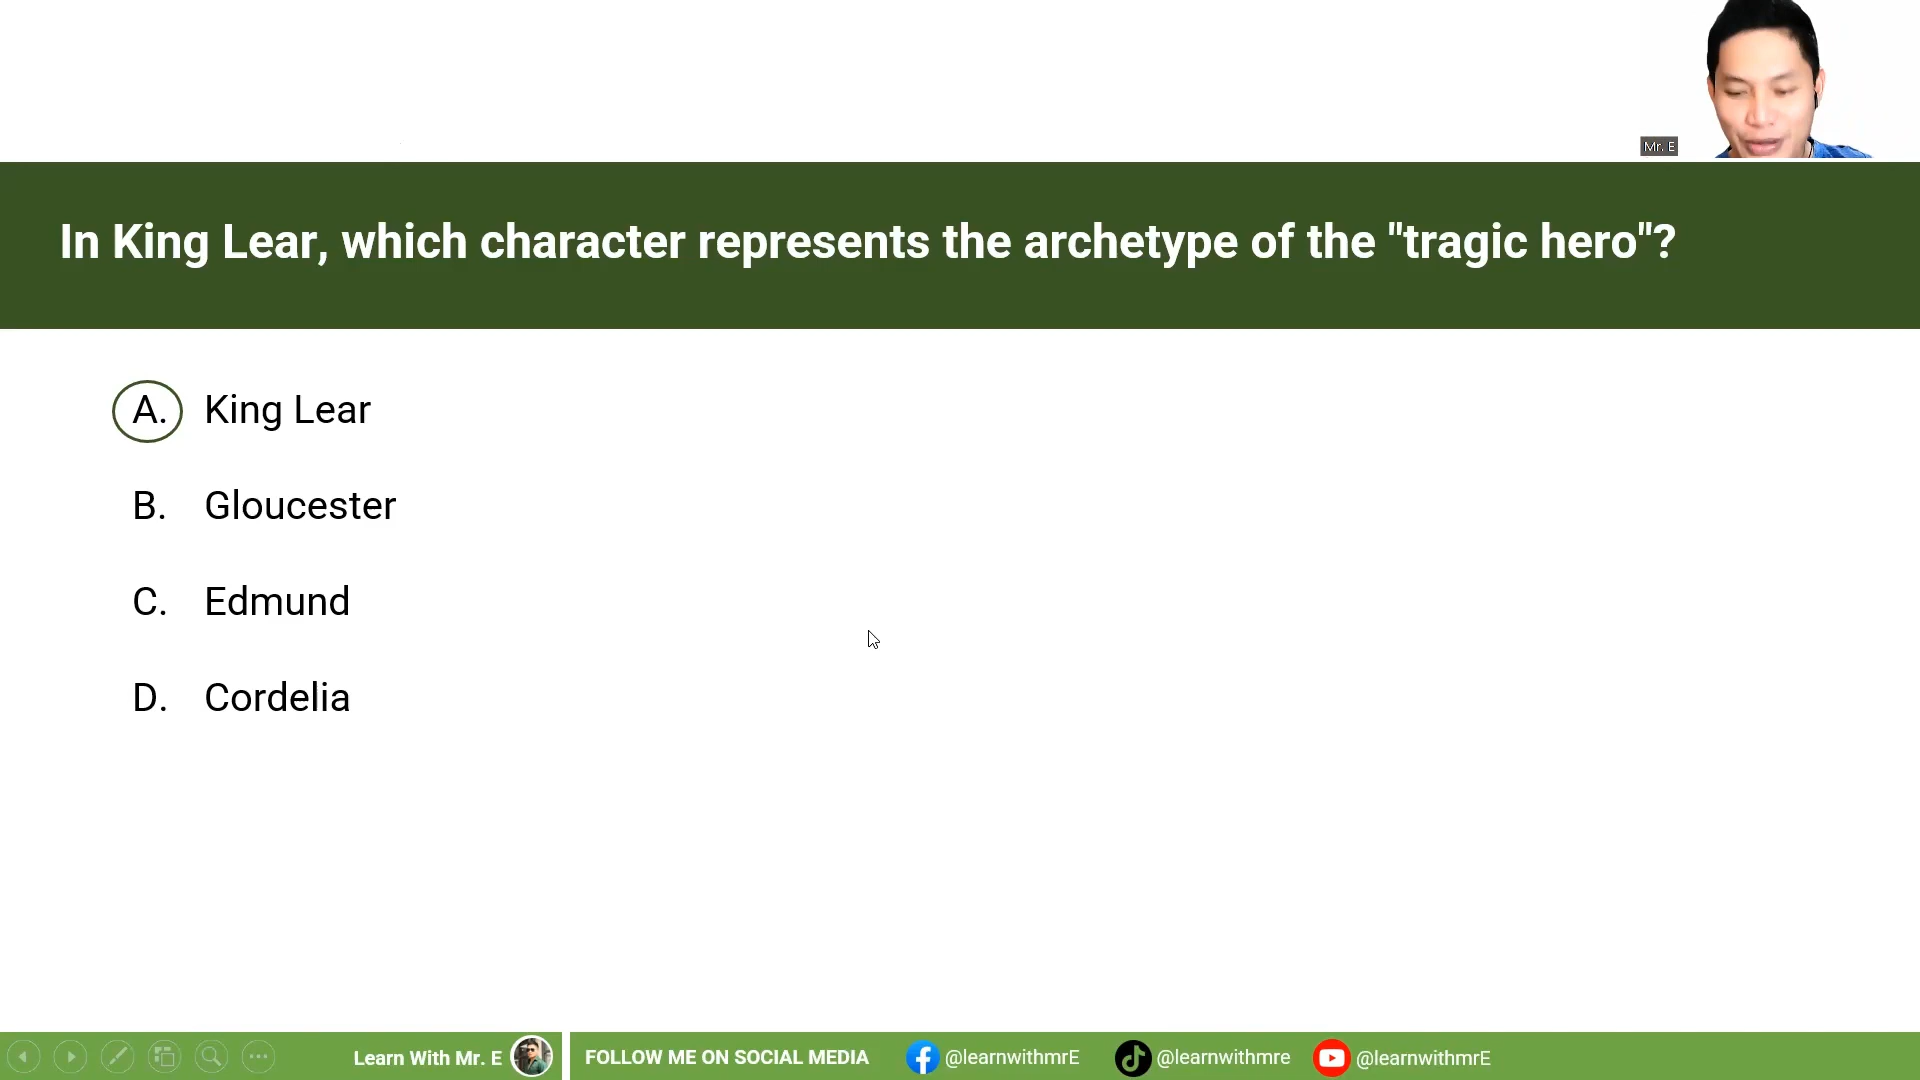 Mr. E
In King Lear, which character represents the archetype of the "tragic hero"?
A. King Lear
B. Gloucester
C. Edmund
D. Cordelia
Learn With Mr. E
FOLLOW ME ON SOCIAL MEDIA @learnwithmrE @learnwithmre @learnwithmrE